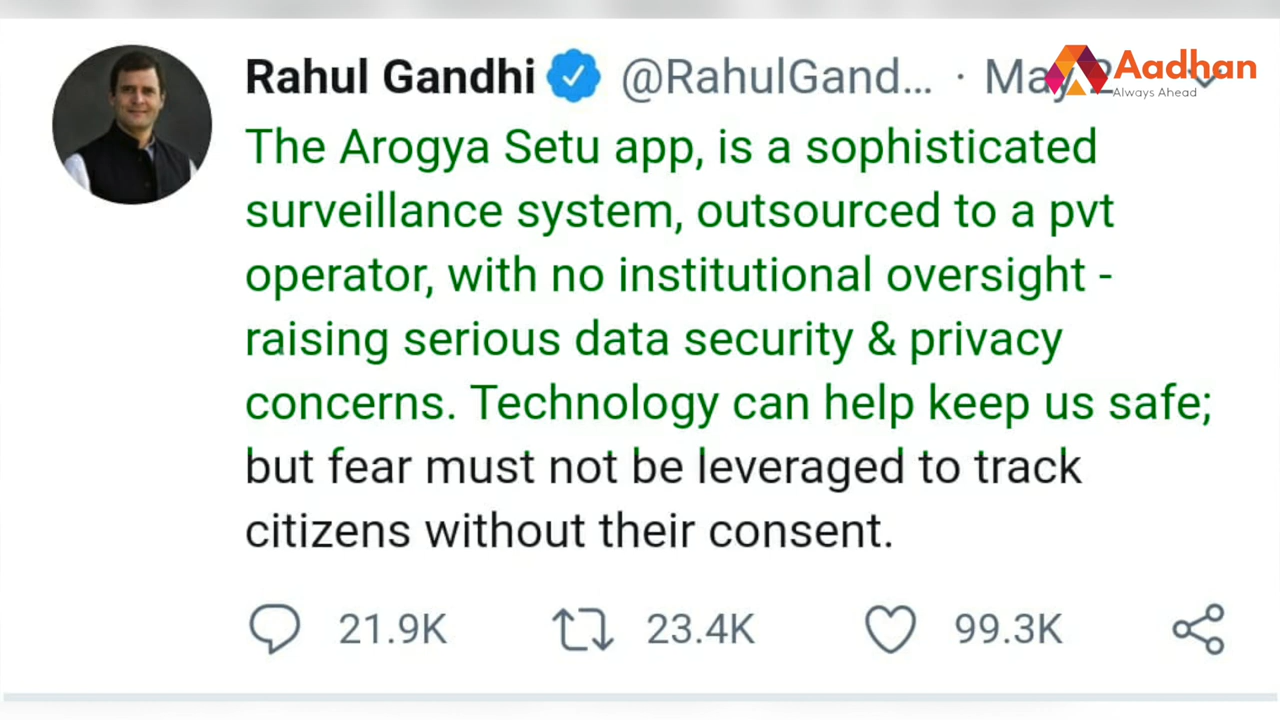 Rahul Gandhi @RahulGand... · May 2
Aadhan
Always Ahead
The Arogya Setu app, is a sophisticated
surveillance system, outsourced to a pvt
operator, with no institutional oversight -
raising serious data security & privacy
concerns. Technology can help keep us safe;
but fear must not be leveraged to track
citizens without their consent.
21.9K 23.4K 99.3K